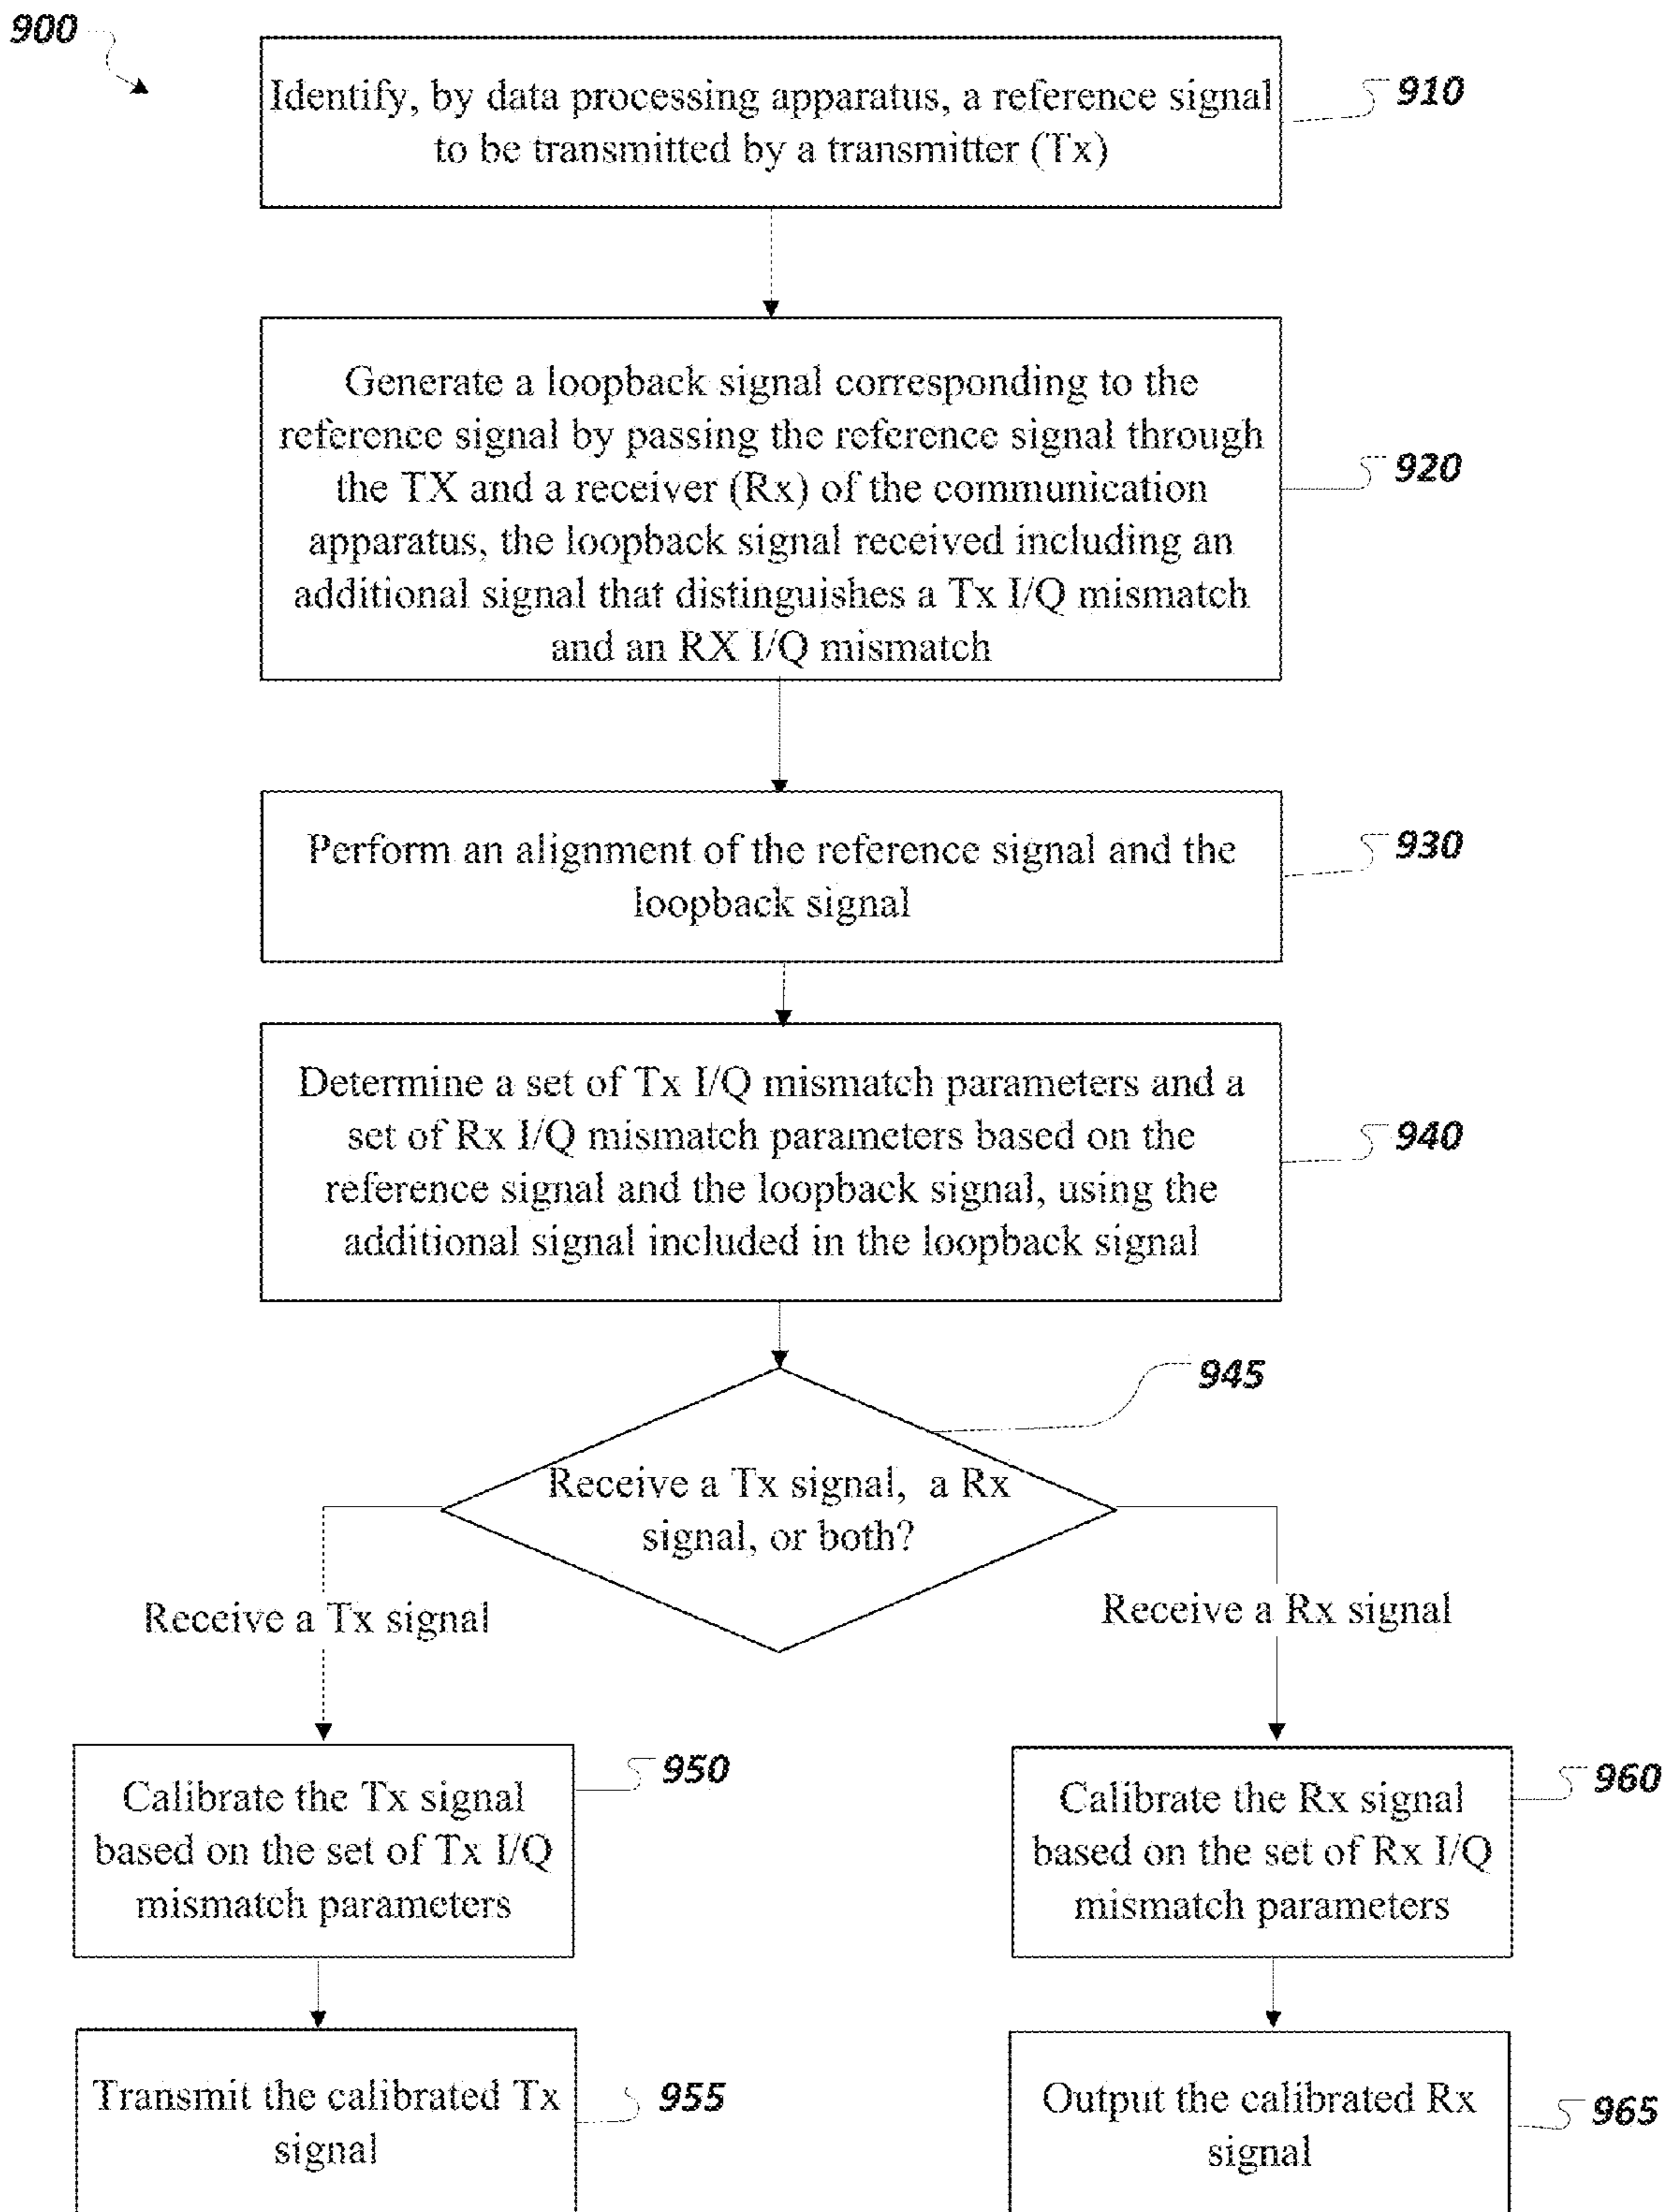 900
Identify, by data processing apparatus, a reference signal
to be transmitted by a transmitter (Tx)
910
Generate a loopback signal corresponding to the
reference signal by passing the reference signal through
the TX and a receiver (Rx) of the communication
apparatus, the loopback signal received including an
additional signal that distinguishes a Tx I/Q mismatch
and an RX I/Q mismatch
920
Perform an alignment of the reference signal and the
loopback signal
930
Determine a set of Tx I/Q mismatch parameters and a
set of Rx I/Q mismatch parameters based on the
reference signal and the loopback signal, using the
additional signal included in the loopback signal
940
945
Receive a Tx signal, a Rx
signal, or both?
Receive a Tx signal
Receive a Rx signal
Calibrate the Tx signal
based on the set of Tx I/Q
mismatch parameters
950
Calibrate the Rx signal
based on the set of Rx I/Q
mismatch parameters
960
Transmit the calibrated Tx
signal
955
Output the calibrated Rx
signal
965